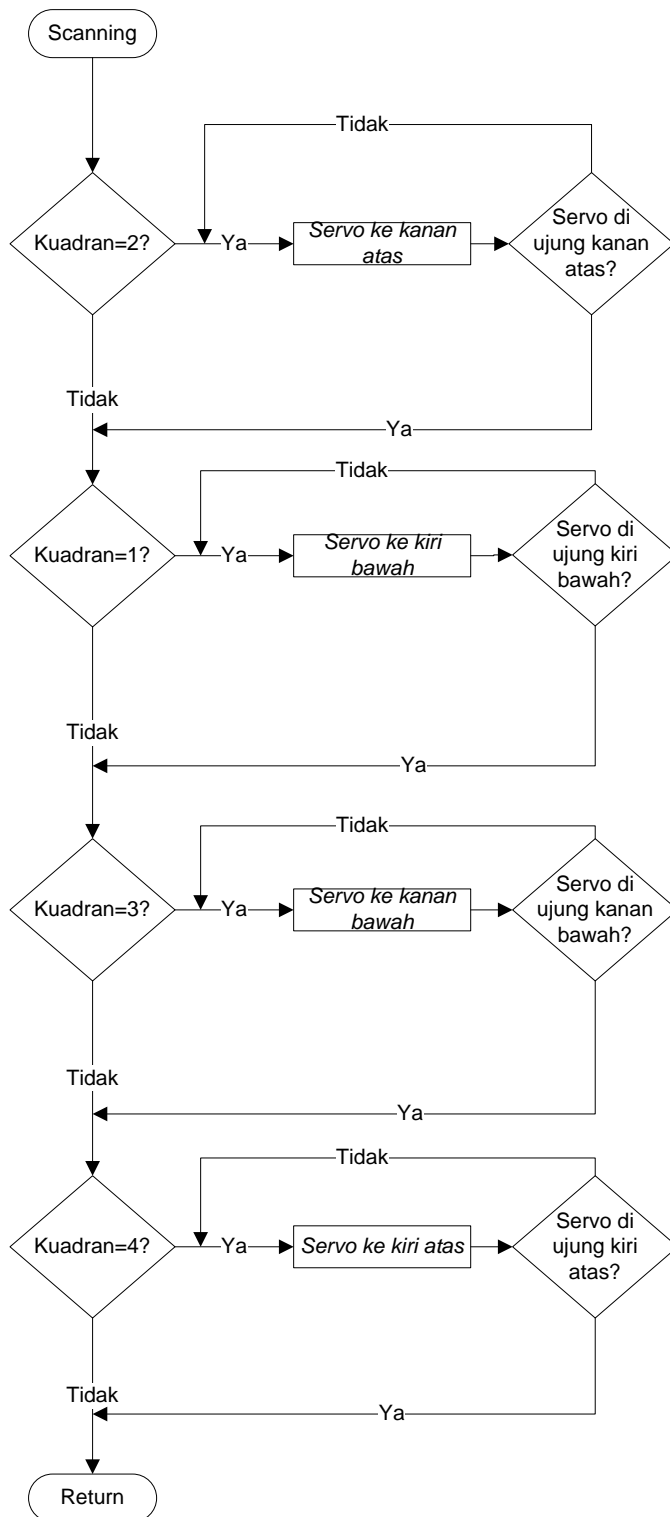 Scanning
Tidak
Kuadran=2?
Ya
Servo ke kanan
atas
Servo di
ujung kanan
atas?
Tidak
Ya
Tidak
Kuadran=1?
Ya
Servo ke kiri
bawah
Servo di
ujung kiri
bawah?
Tidak
Ya
Tidak
Kuadran=3?
Ya
Servo ke kanan
bawah
Servo di
ujung kanan
bawah?
Tidak
Ya
Tidak
Kuadran=4?
Ya
Servo ke kiri atas
Servo di
ujung kiri
atas?
Tidak
Ya
Return